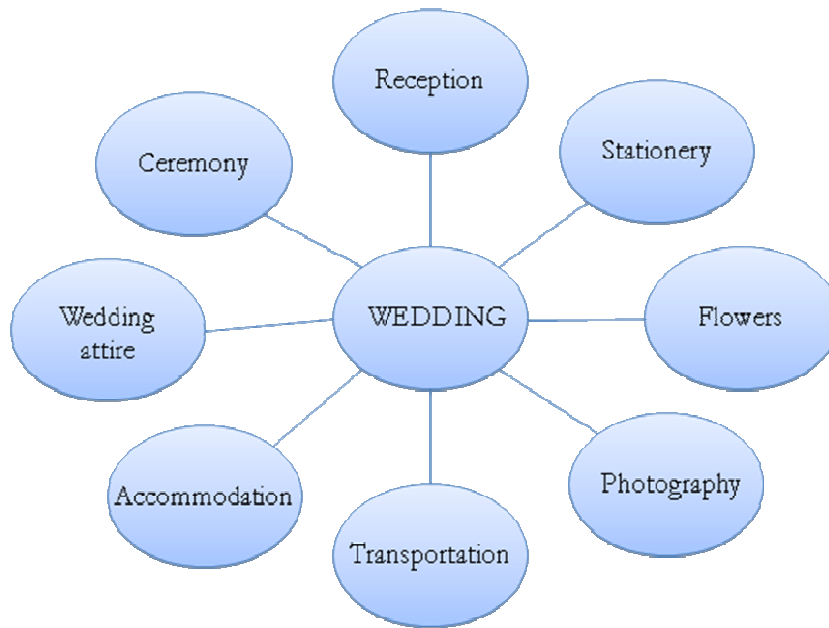 Reception
Stationery
Ceremony
Wedding
attire
WEDDING
Flowers
Accommodation
Photography
Transportation